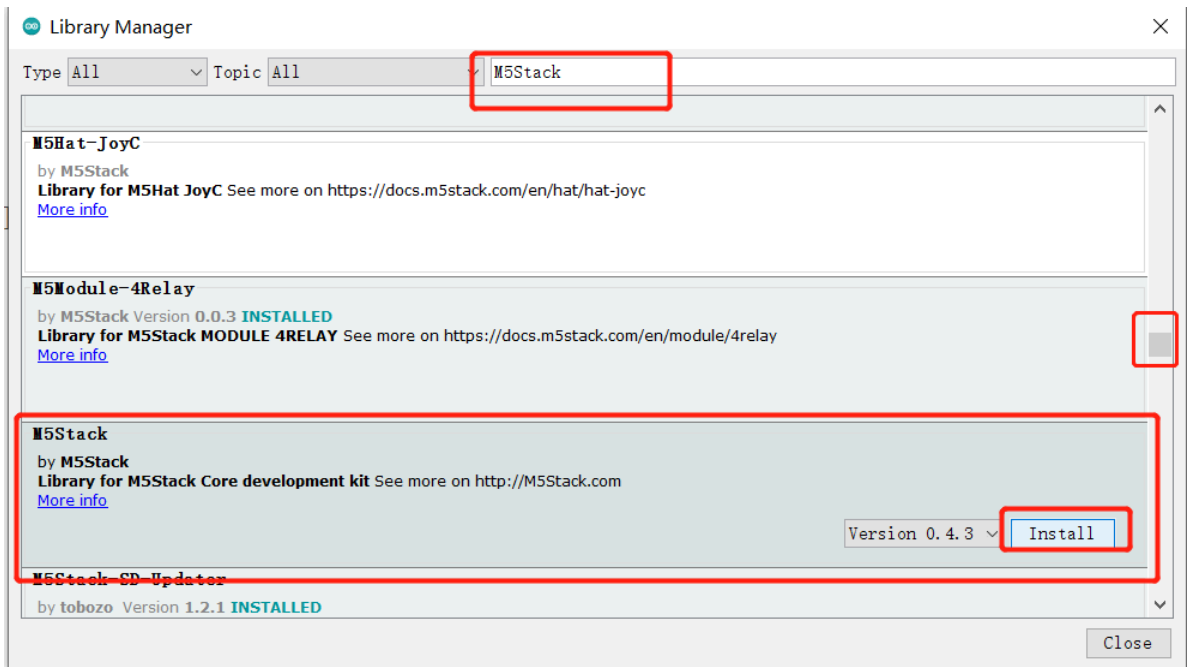 Library Manager
Type All Topic All M5Stack
M5Hat-JoyC
by M5Stack
Library for M5Hat JoyC See more on https://docs.m5stack.com/en/hat/hat-joyc
More info
M5Module-4Relay
by M5Stack Version 0.0.3 INSTALLED
Library for M5Stack MODULE 4RELAY See more on https://docs.m5stack.com/en/module/4relay
More info
M5Stack
by M5Stack
Library for M5Stack Core development kit See more on http://M5Stack.com
More info
Version 0.4.3 Install
M5Stack-SD-Updater
by tobozo Version 1.2.1 INSTALLED
Close